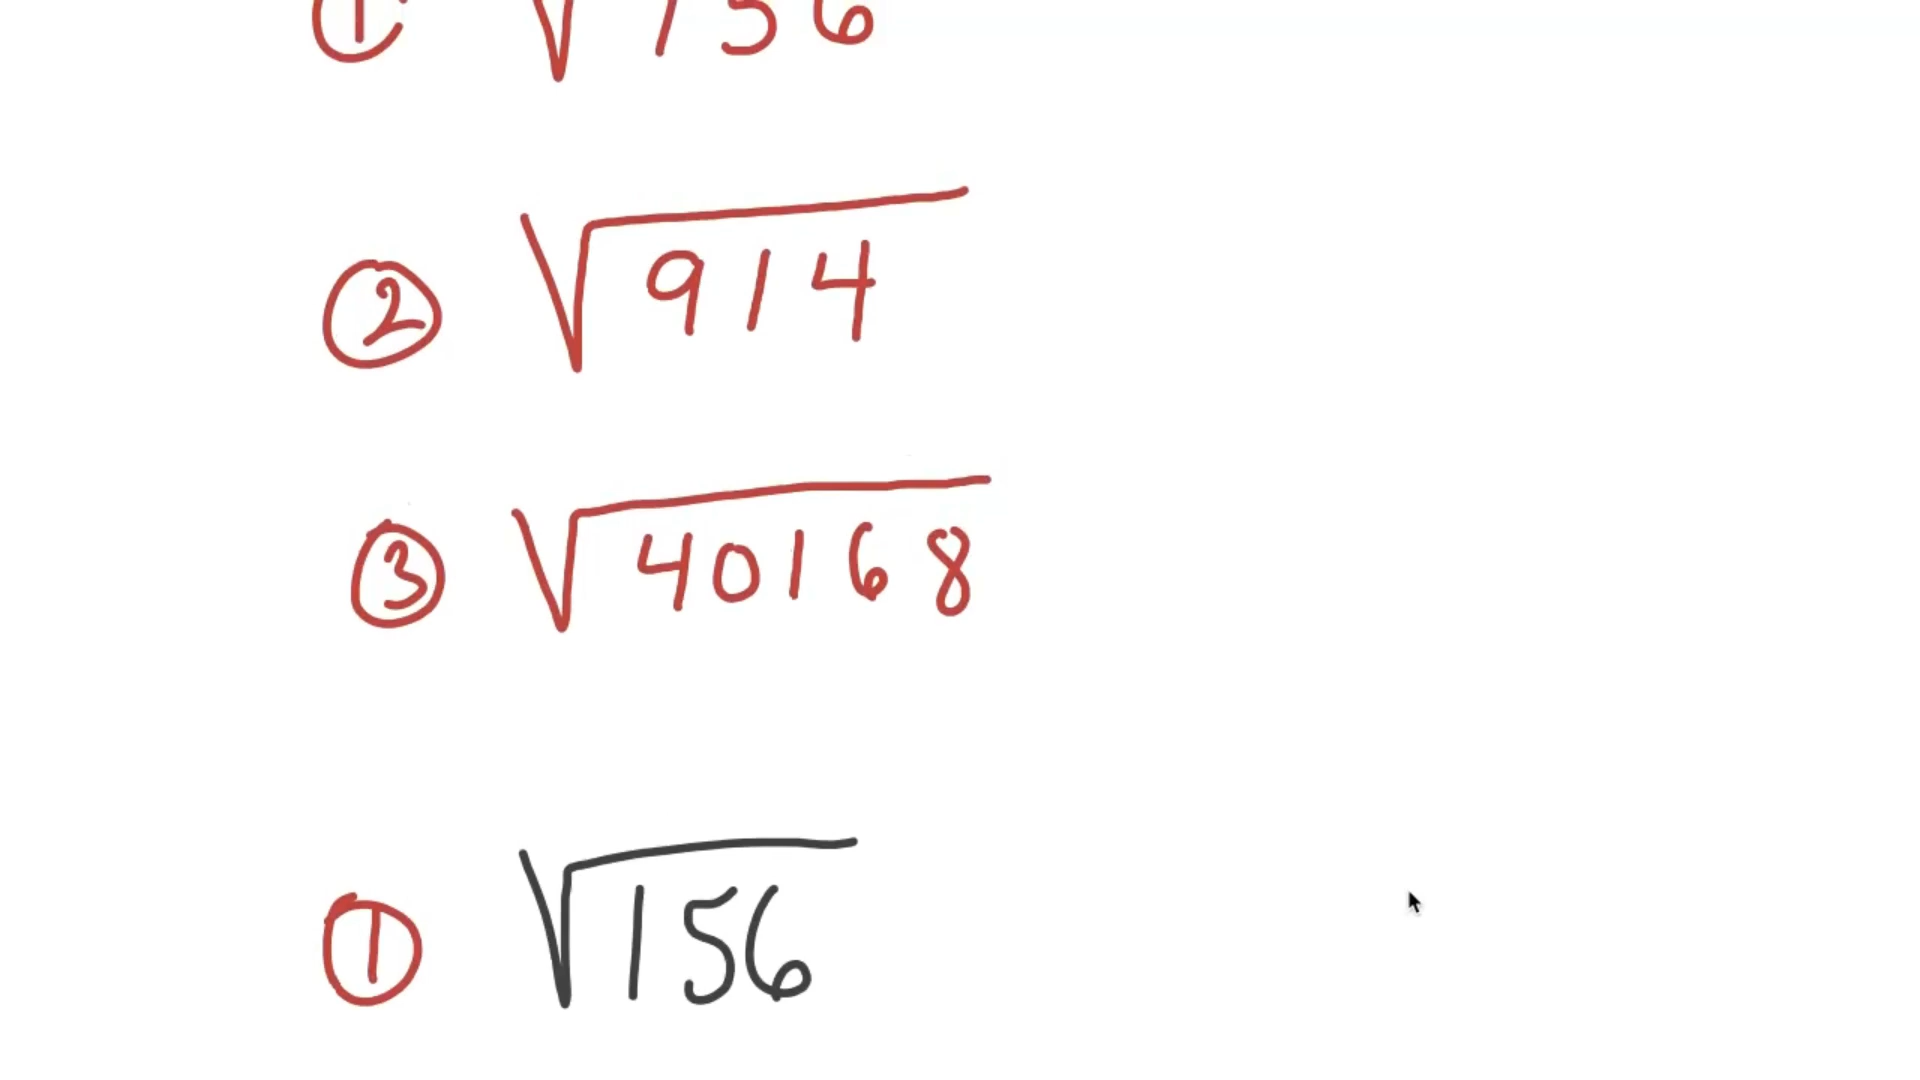 ① √156
② √914
③ √40168
① √156